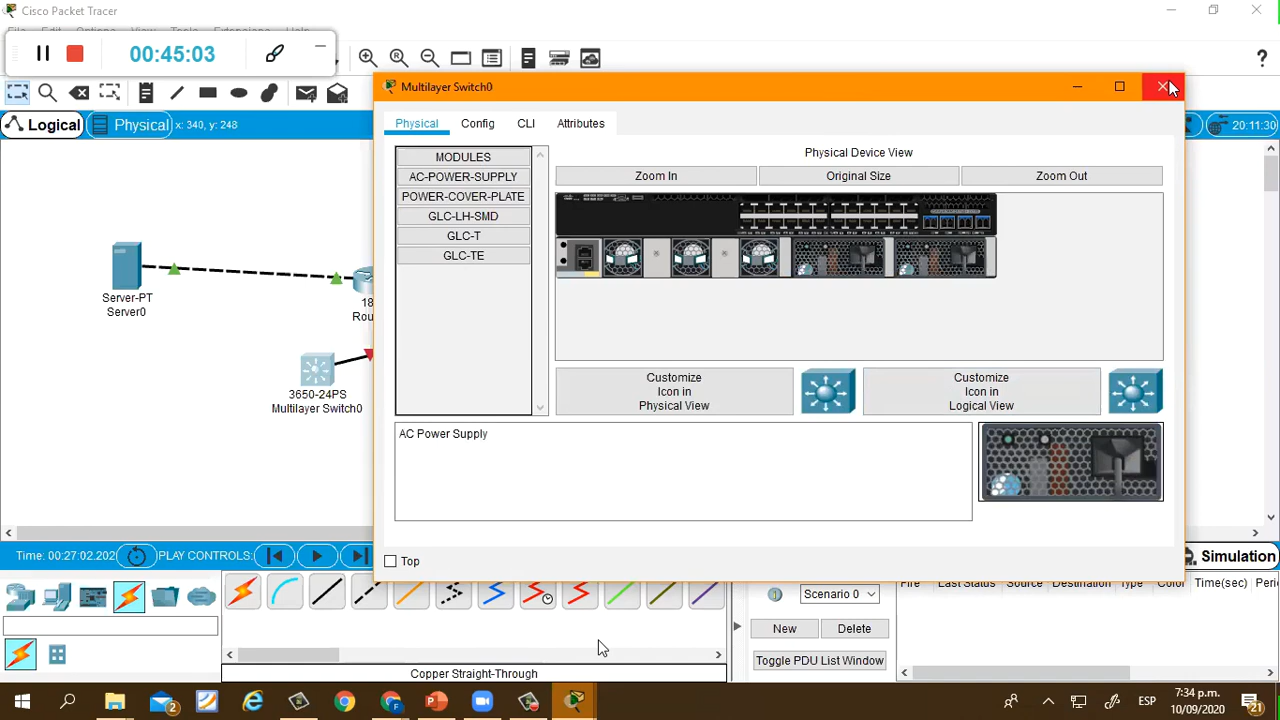 Cisco Packet Tracer
00:45:03
?
Multilayer Switch0
Logical
Physical
x: 340, y: 248
20:11:30
Physical
Config
CLI
Attributes
MODULES
AC-POWER-SUPPLY
POWER-COVER-PLATE
GLC-LH-SMD
GLC-T
GLC-TE
Physical Device View
Zoom In
Original Size
Zoom Out
Server-PT
Server0
18
Rou
3650-24PS
Multilayer Switch0
Customize
Icon in
Physical View
Customize
Icon in
Logical View
AC Power Supply
Top
Time: 00:27:02.202
PLAY CONTROLS:
Simulation
Fire
Last Status
Source
Destination
Type
Color
Time(sec)
Peri
Scenario 0
New
Delete
Toggle PDU List Window
Copper Straight-Through
2
ESP
7:34 p.m.
10/09/2020
21